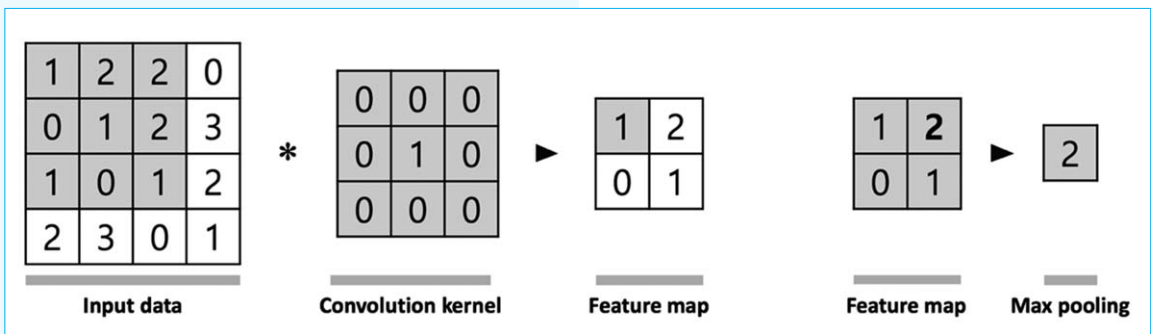 1 2 2 0
0 1 2 3
1 0 1 2
2 3 0 1
Input data
*
0 0 0
0 1 0
0 0 0
Convolution kernel
1 2
0 1
Feature map
1 2
0 1
Feature map
2
Max pooling